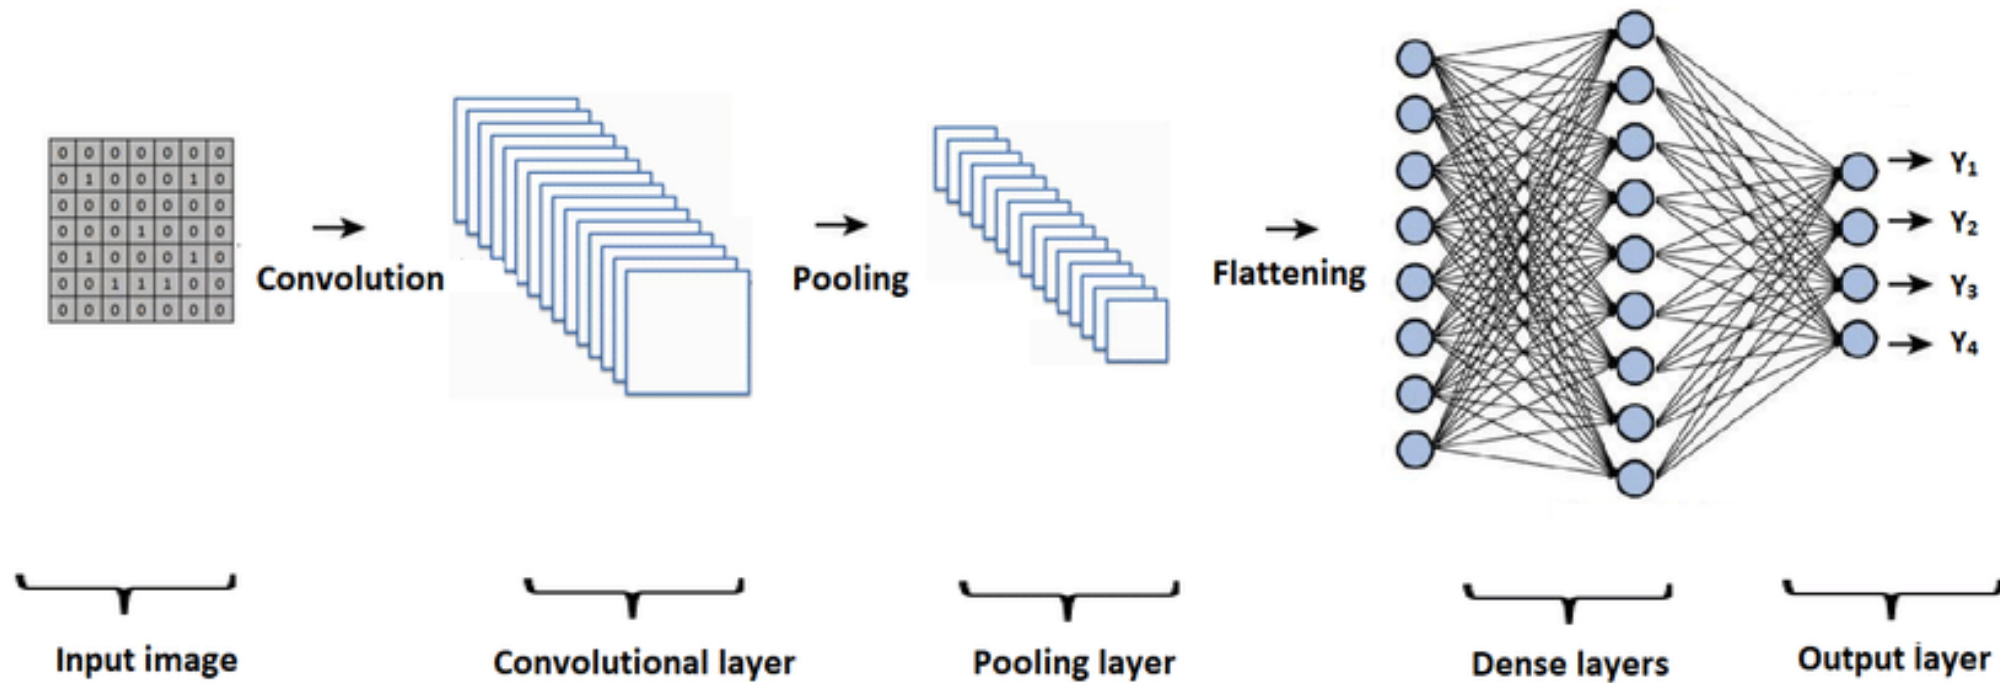 0 0 0 0 0 0 0
0 1 0 0 0 1 0
0 0 0 0 0 0 0
0 0 0 1 0 0 0
0 1 0 0 0 1 0
0 0 1 1 1 0 0
0 0 0 0 0 0 0
Convolution
Pooling
Flattening
Y₁
Y₂
Y₃
Y₄
Input image
Convolutional layer
Pooling layer
Dense layers
Output layer